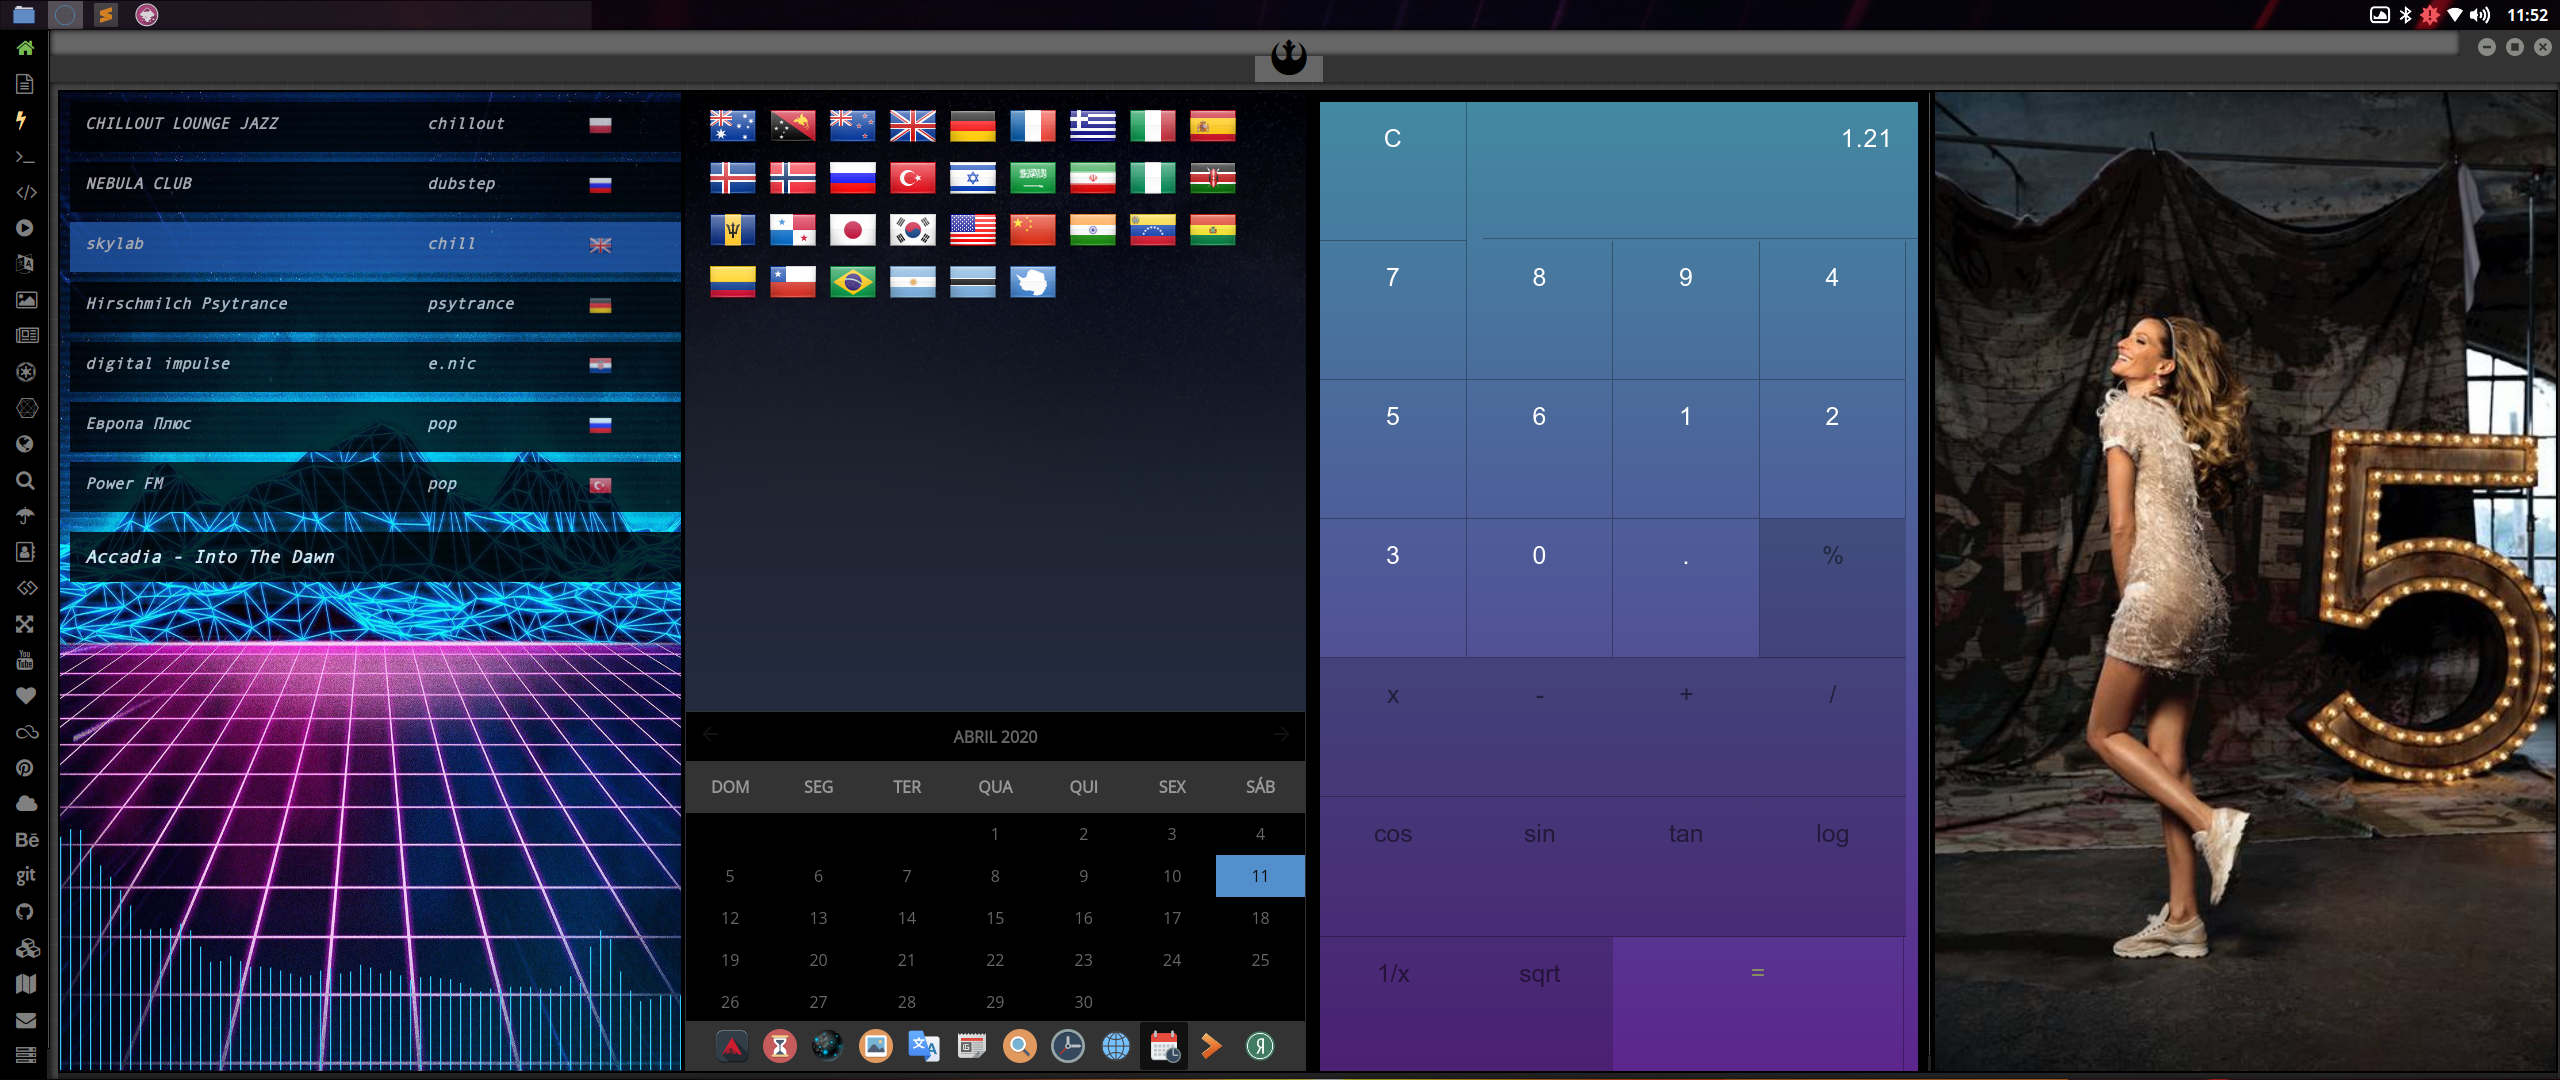 11:52
CHILLOUT LOUNGE JAZZ chillout
NEBULA CLUB dubstep
skylab chill
Hirschmilch Psytrance psytrance
digital impulse e.nic
Европа Плюс pop
Power FM pop
Accadia - Into The Dawn
ABRIL 2020
DOM SEG TER QUA QUI SEX SÁB
1 2 3 4
5 6 7 8 9 10 11
12 13 14 15 16 17 18
19 20 21 22 23 24 25
26 27 28 29 30
C 1.21
7 8 9 4
5 6 1 2
3 0 . %
x - + /
cos sin tan log
1/x sqrt =
You Tube
Bē
git
5